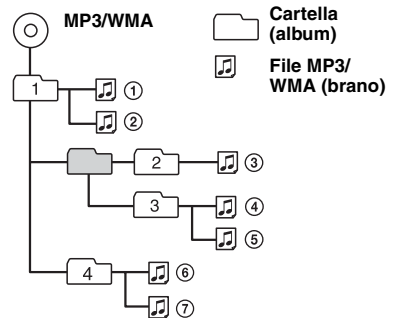 MP3/WMA
Cartella
(album)
File MP3/
WMA (brano)
1
①
②
2
③
3
④
⑤
4
⑥
⑦